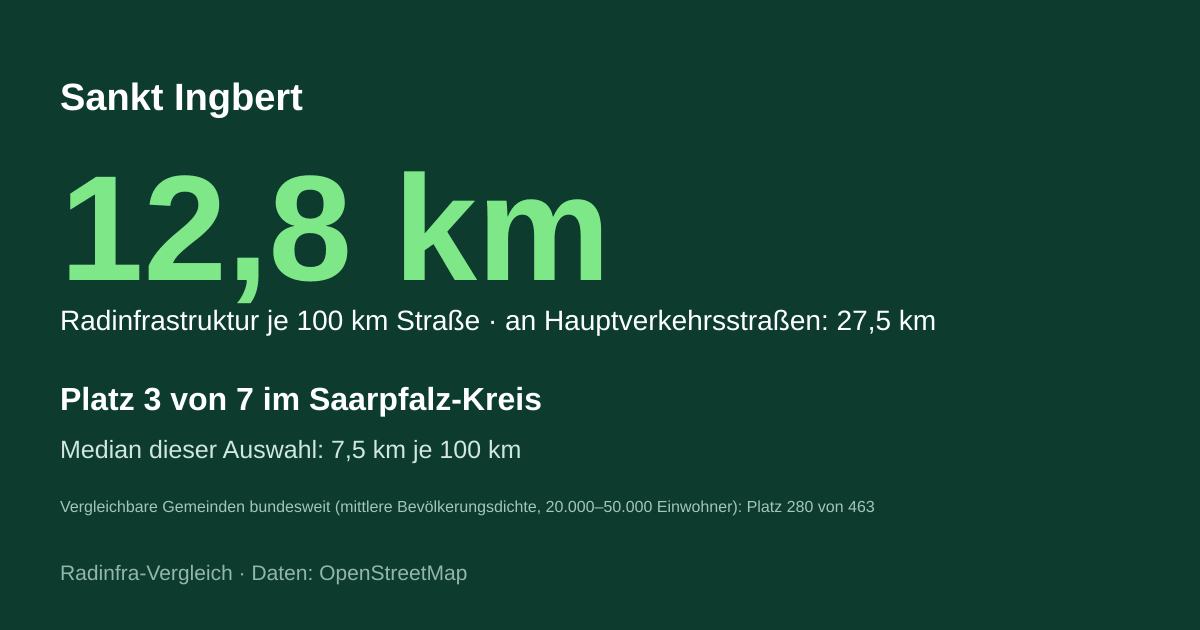 Sankt Ingbert
12,8 km
Radinfrastruktur je 100 km Straße · an Hauptverkehrsstraßen: 27,5 km
Platz 3 von 7 im Saarpfalz-Kreis
Median dieser Auswahl: 7,5 km je 100 km
Vergleichbare Gemeinden bundesweit (mittlere Bevölkerungsdichte, 20.000–50.000 Einwohner): Platz 280 von 463
Radinfra-Vergleich · Daten: OpenStreetMap